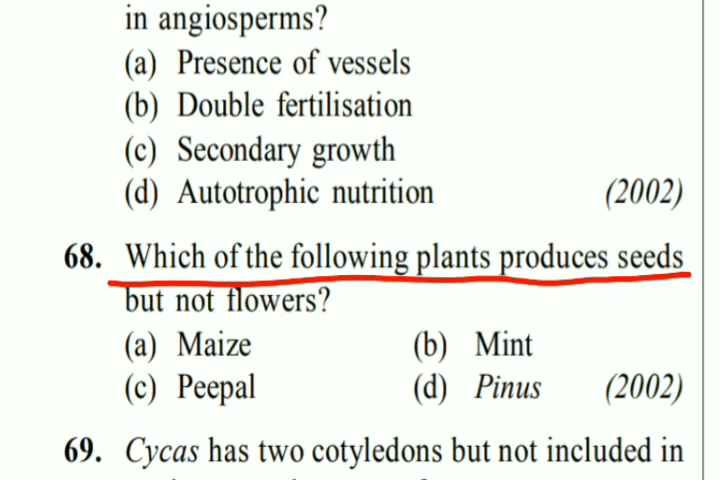 in angiosperms?
(a) Presence of vessels
(b) Double fertilisation
(c) Secondary growth
(d) Autotrophic nutrition (2002)
68. Which of the following plants produces seeds
but not flowers?
(a) Maize (b) Mint
(c) Peepal (d) Pinus (2002)
69. Cycas has two cotyledons but not included in